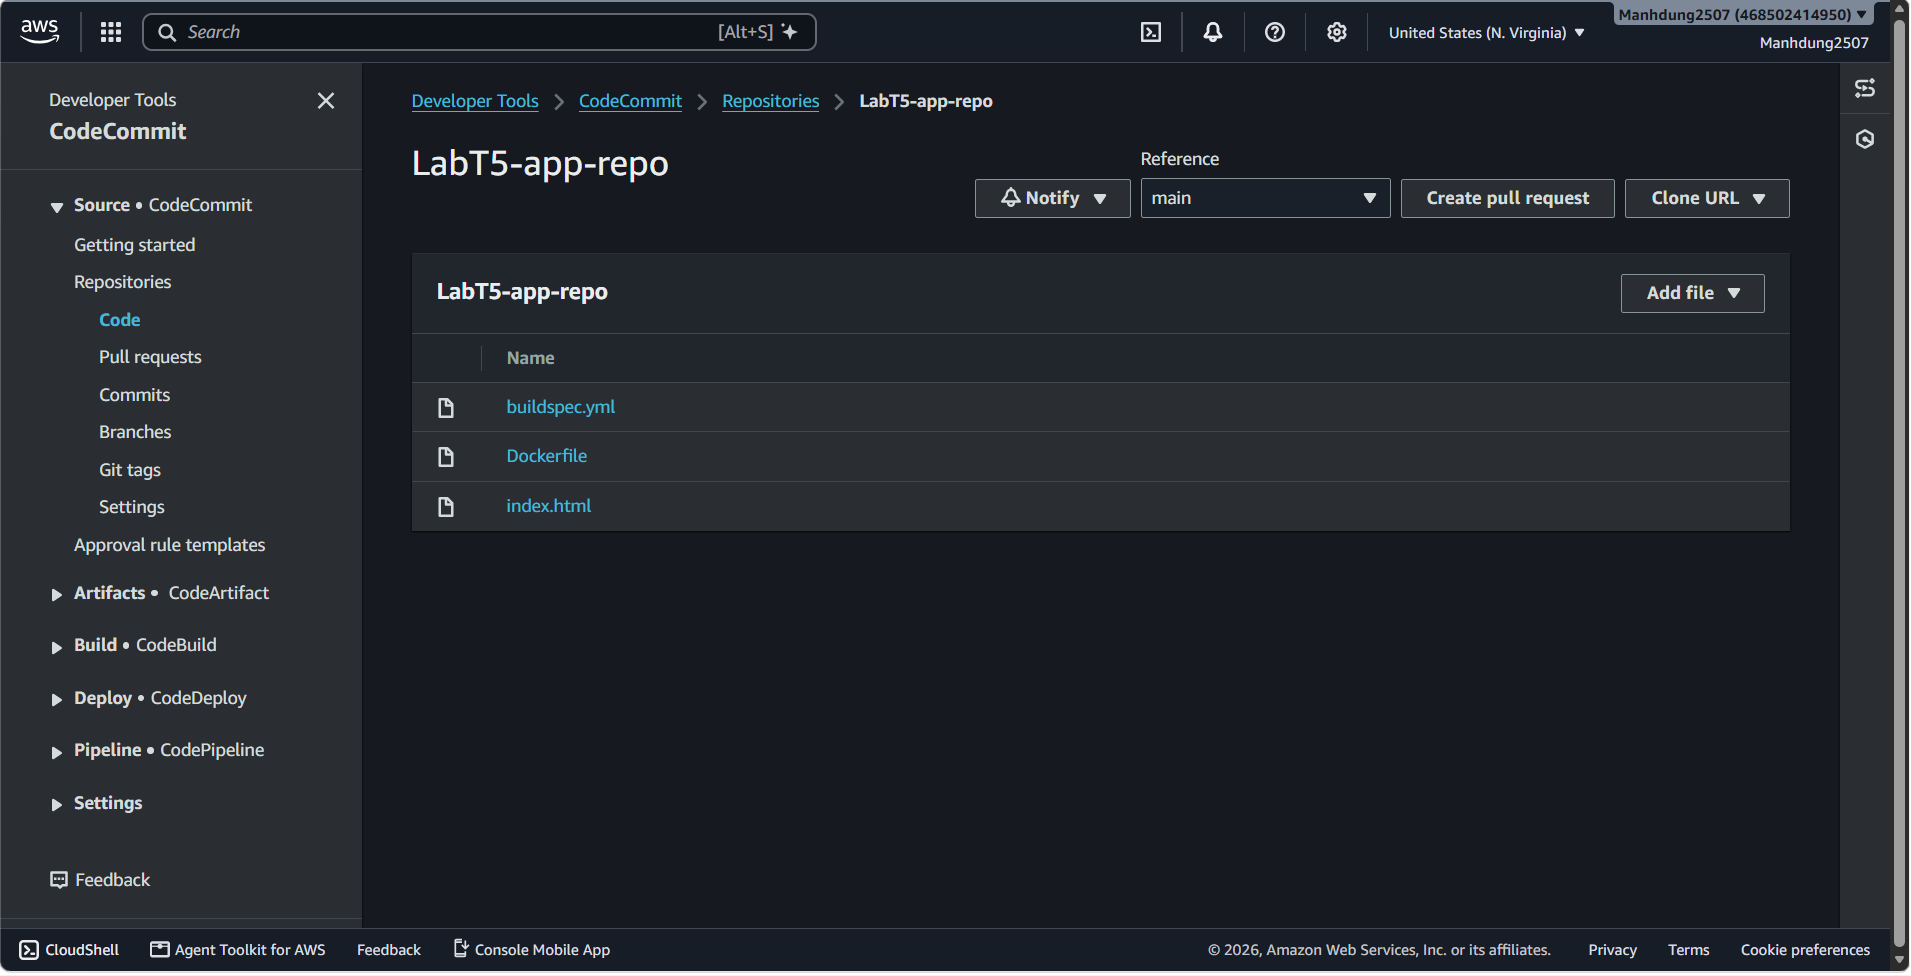 aws
Search [Alt+S]
United States (N. Virginia)
Manhdung2507 (468502414950)
Manhdung2507
Developer Tools
CodeCommit
Source • CodeCommit
Getting started
Repositories
Code
Pull requests
Commits
Branches
Git tags
Settings
Approval rule templates
Artifacts • CodeArtifact
Build • CodeBuild
Deploy • CodeDeploy
Pipeline • CodePipeline
Settings
Feedback
Developer Tools CodeCommit Repositories LabT5-app-repo
LabT5-app-repo
Reference
Notify main Create pull request Clone URL
LabT5-app-repo
Add file
Name
buildspec.yml
Dockerfile
index.html
CloudShell Agent Toolkit for AWS Feedback Console Mobile App © 2026, Amazon Web Services, Inc. or its affiliates. Privacy Terms Cookie preferences